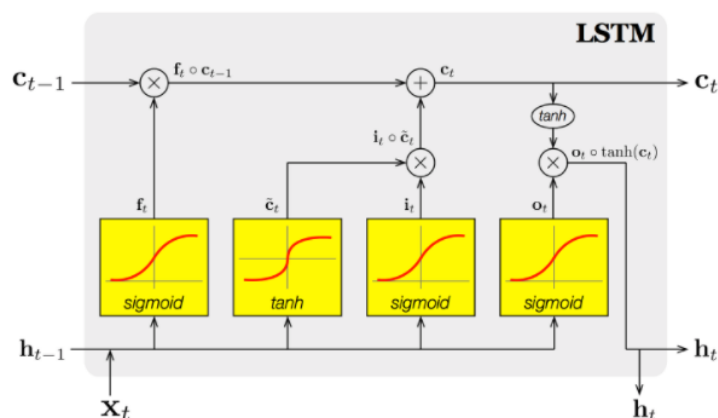 LSTM
c_{t−1}
f_t ∘ c_{t−1}
c_t
c_t
tanh
i_t ∘ c̃_t
o_t ∘ tanh(c_t)
f_t
c̃_t
i_t
o_t
sigmoid
tanh
sigmoid
sigmoid
h_{t−1}
h_t
x_t
h_t